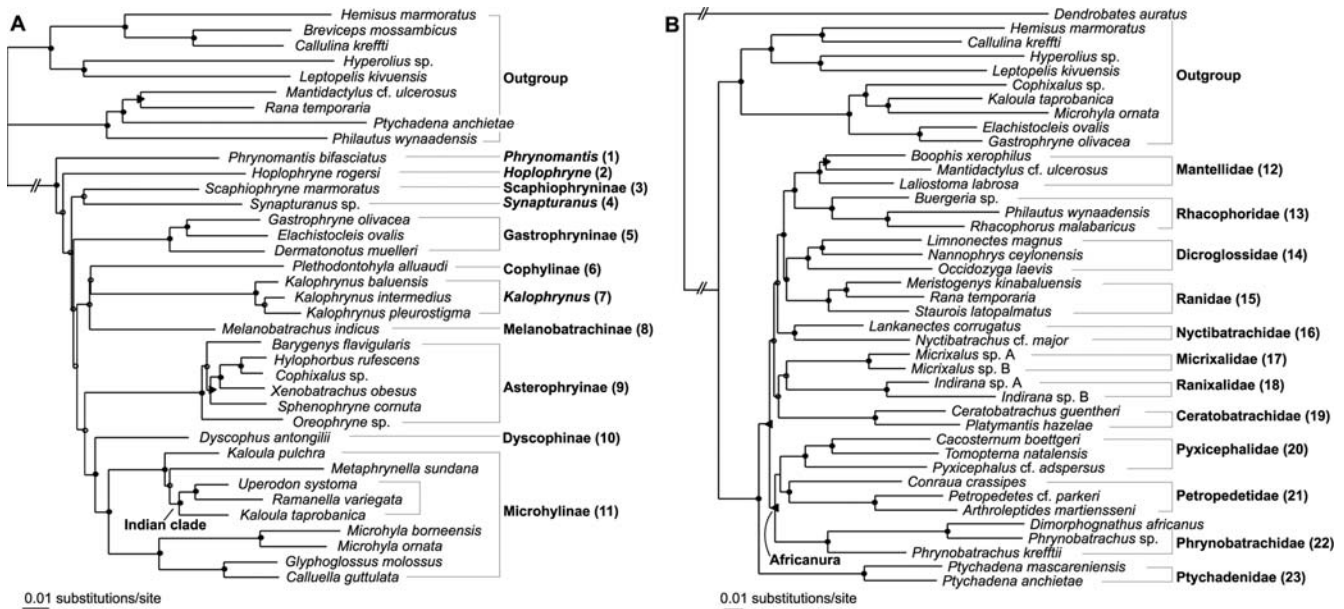 A
Hemisus marmoratus
Breviceps mossambicus
Callulina kreffti
Hyperolius sp.
Leptopelis kivuensis
Outgroup
Mantidactylus cf. ulcerosus
Rana temporaria
Ptychadena anchietae
Philautus wynaadensis
Phrynomantis bifasciatus
Phrynomantis (1)
Hoplophryne rogersi
Hoplophryne (2)
Scaphiophryne marmoratus
Scaphiophryninae (3)
Synapturanus sp.
Synapturanus (4)
Gastrophryne olivacea
Elachistocleis ovalis
Gastrophryninae (5)
Dermatonotus muelleri
Plethodontohyla alluaudi
Cophylinae (6)
Kalophrynus baluensis
Kalophrynus intermedius
Kalophrynus (7)
Kalophrynus pleurostigma
Melanobatrachus indicus
Melanobatrachinae (8)
Barygenys flavigularis
Hylophorbus rufescens
Cophixalus sp.
Asterophryinae (9)
Xenobatrachus obesus
Sphenophryne cornuta
Oreophryne sp.
Dyscophus antongilii
Dyscophinae (10)
Kaloula pulchra
Metaphrynella sundana
Uperodon systoma
Ramanella variegata
Kaloula taprobanica
Indian clade
Microhylinae (11)
Microhyla borneensis
Microhyla ornata
Glyphoglossus molossus
Calluella guttulata
0.01 substitutions/site
B
Dendrobates auratus
Hemisus marmoratus
Callulina kreffti
Hyperolius sp.
Leptopelis kivuensis
Outgroup
Cophixalus sp.
Kaloula taprobanica
Microhyla ornata
Elachistocleis ovalis
Gastrophryne olivacea
Boophis xerophilus
Mantidactylus cf. ulcerosus
Mantellidae (12)
Laliostoma labrosa
Buergeria sp.
Philautus wynaadensis
Rhacophoridae (13)
Rhacophorus malabaricus
Limnonectes magnus
Nannophrys ceylonensis
Dicroglossidae (14)
Occidozyga laevis
Meristogenys kinabaluensis
Rana temporaria
Ranidae (15)
Staurois latopalmatus
Lankanectes corrugatus
Nyctibatrachidae (16)
Nyctibatrachus cf. major
Micrixalus sp. A
Micrixalidae (17)
Micrixalus sp. B
Indirana sp. A
Ranixalidae (18)
Indirana sp. B
Ceratobatrachus guentheri
Ceratobatrachidae (19)
Platymantis hazelae
Cacosternum boettgeri
Tomopterna natalensis
Pyxicephalidae (20)
Pyxicephalus cf. adspersus
Conraua crassipes
Petropedetes cf. parkeri
Petropedetidae (21)
Arthroleptides martiensseni
Dimorphognathus africanus
Phrynobatrachus sp.
Phrynobatrachidae (22)
Phrynobatrachus krefftii
Africanura
Ptychadena mascareniensis
Ptychadenidae (23)
Ptychadena anchietae
0.01 substitutions/site